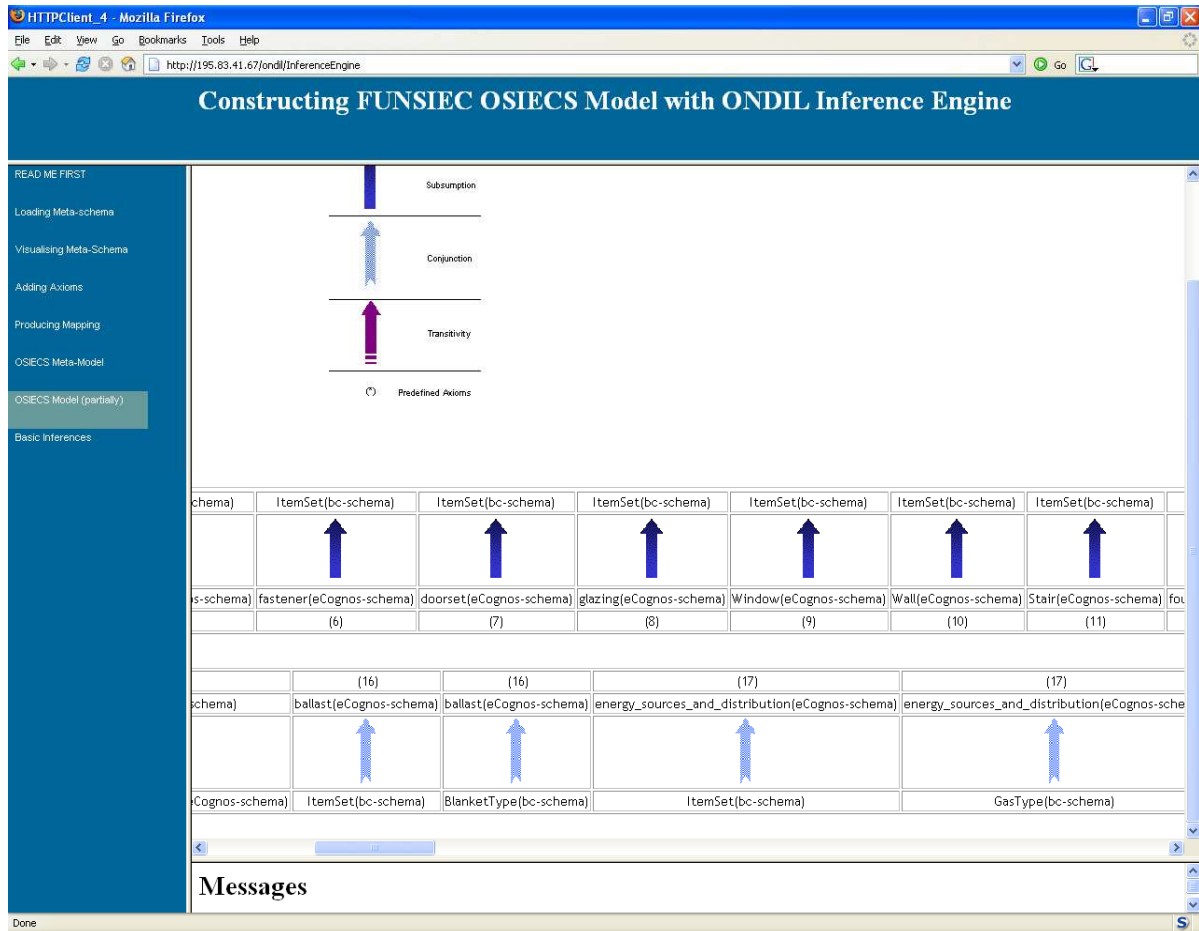 HTTPClient_4 - Mozilla Firefox
File Edit View Go Bookmarks Tools Help
http://195.83.41.67/ondil/InferenceEngine Go G
Constructing FUNSIEC OSIECS Model with ONDIL Inference Engine
READ ME FIRST
Loading Meta-schema
Visualising Meta-Schema
Adding Axioms
Producing Mapping
OSIECS Meta-Model
OSIECS Model (partially)
Basic Inferences
Subsumption
Conjunction
Transitivity
(*) Predefined Axioms
chema) ItemSet(bc-schema) ItemSet(bc-schema) ItemSet(bc-schema) ItemSet(bc-schema) ItemSet(bc-schema) ItemSet(bc-schema)
s-schema) fastener(eCognos-schema) doorset(eCognos-schema) glazing(eCognos-schema) Window(eCognos-schema) Wall(eCognos-schema) Stair(eCognos-schema) fou
(6) (7) (8) (9) (10) (11)
(16) (16) (17) (17)
schema) ballast(eCognos-schema) ballast(eCognos-schema) energy_sources_and_distribution(eCognos-schema) energy_sources_and_distribution(eCognos-sche
eCognos-schema) ItemSet(bc-schema) BlanketType(bc-schema) ItemSet(bc-schema) GasType(bc-schema)
Messages
Done